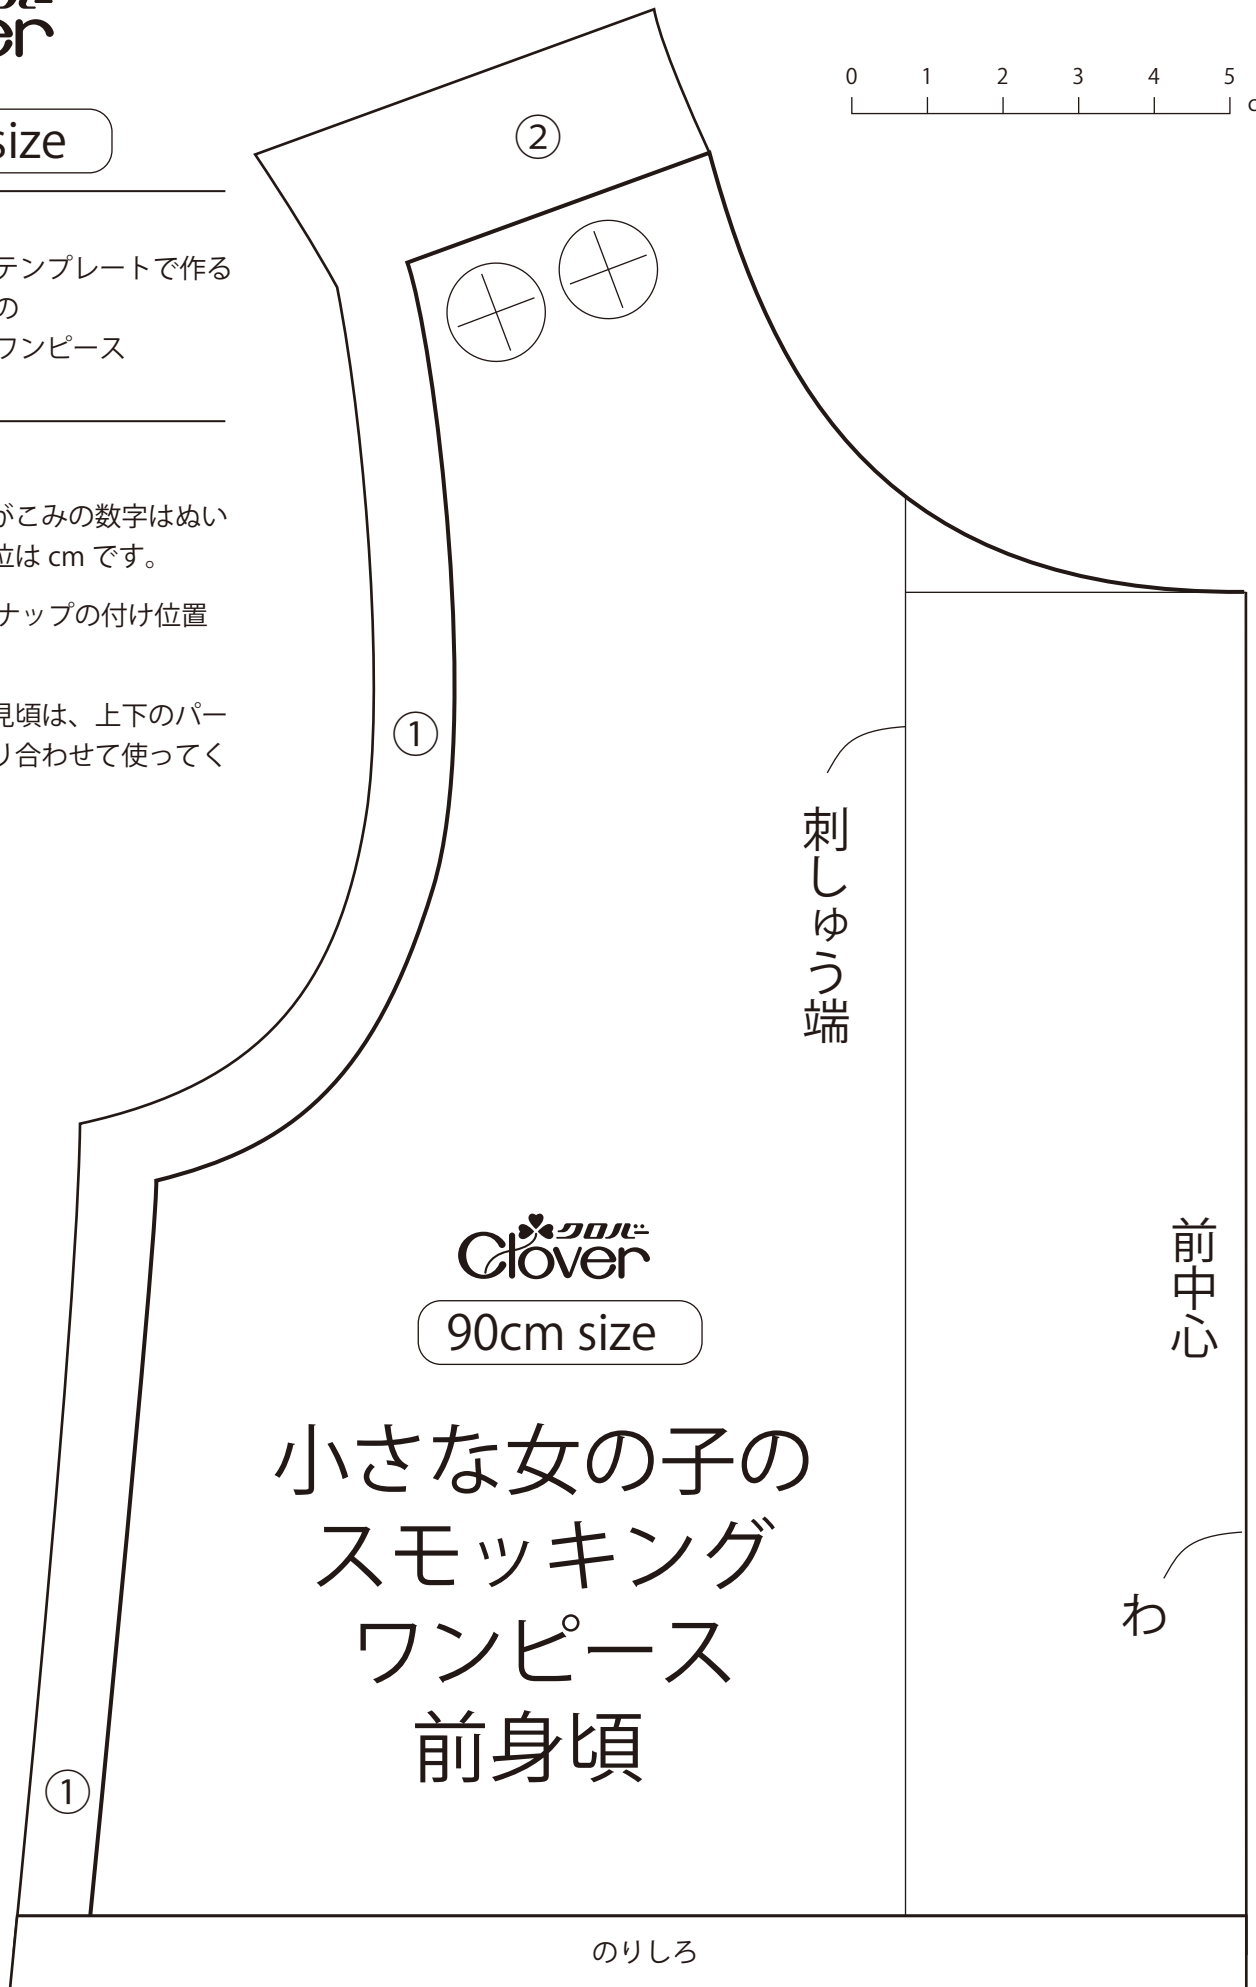 size
テンプレートで作る
の
ワンピース
がこみの数字はぬい
位は cm です。
ナップの付け位置
見頃は、上下のパー
り合わせて使ってく
0 1 2 3 4 5
②
①
刺しゅう端
クロバー
Clover
90cm size
小さな女の子の
スモッキング
ワンピース
前身頃
前中心
わ
①
のりしろ